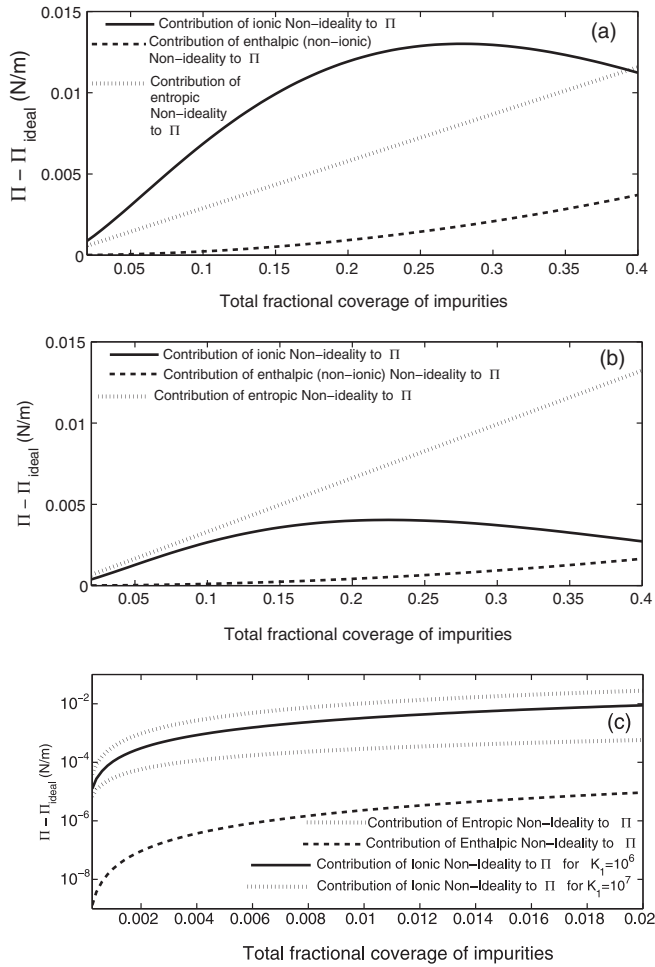 0.015
(a)
Contribution of ionic Non−ideality to Π
Contribution of enthalpic (non−ionic)
Non−Ideality to Π
Contribution of
entropic
Non−Ideality
to Π
0.01
0.005
0
Π − Π ideal (N/m)
0.05 0.1 0.15 0.2 0.25 0.3 0.35 0.4
Total fractional coverage of impurities
0.015
(b)
Contribution of ionic Non−ideality to Π
Contribution of enthalpic (non−ionic) Non−Ideality to Π
Contribution of entropic Non−Ideality to Π
0.01
0.005
0
Π − Π ideal (N/m)
0.05 0.1 0.15 0.2 0.25 0.3 0.35 0.4
Total fractional coverage of impurities
10−2
10−4
10−6
10−8
Π − Π ideal (N/m)
(c)
Contribution of Entropic Non−Ideality to Π
Contribution of Enthalpic Non−Ideality to Π
Contribution of Ionic Non−Ideality to Π for K1=10^6
Contribution of Ionic Non−Ideality to Π for K1=10^7
0.002 0.004 0.006 0.008 0.01 0.012 0.014 0.016 0.018 0.02
Total fractional coverage of impurities